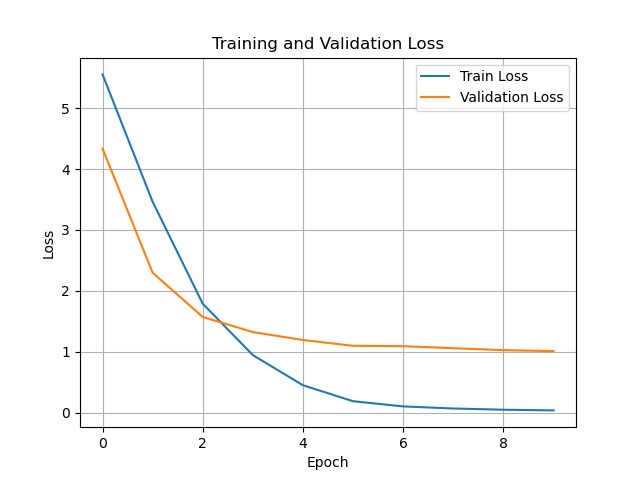 Training and Validation Loss
Train Loss
Validation Loss
Loss
5
4
3
2
1
0
0 2 4 6 8
Epoch